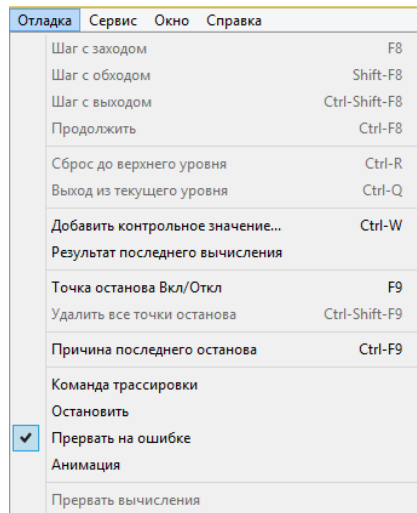 Отладка Сервис Окно Справка
Шаг с заходом F8
Шаг с обходом Shift-F8
Шаг с выходом Ctrl-Shift-F8
Продолжить Ctrl-F8
Сброс до верхнего уровня Ctrl-R
Выход из текущего уровня Ctrl-Q
Добавить контрольное значение... Ctrl-W
Результат последнего вычисления
Точка останова Вкл/Откл F9
Удалить все точки останова Ctrl-Shift-F9
Причина последнего останова Ctrl-F9
Команда трассировки
Остановить
Прервать на ошибке
Анимация
Прервать вычисления